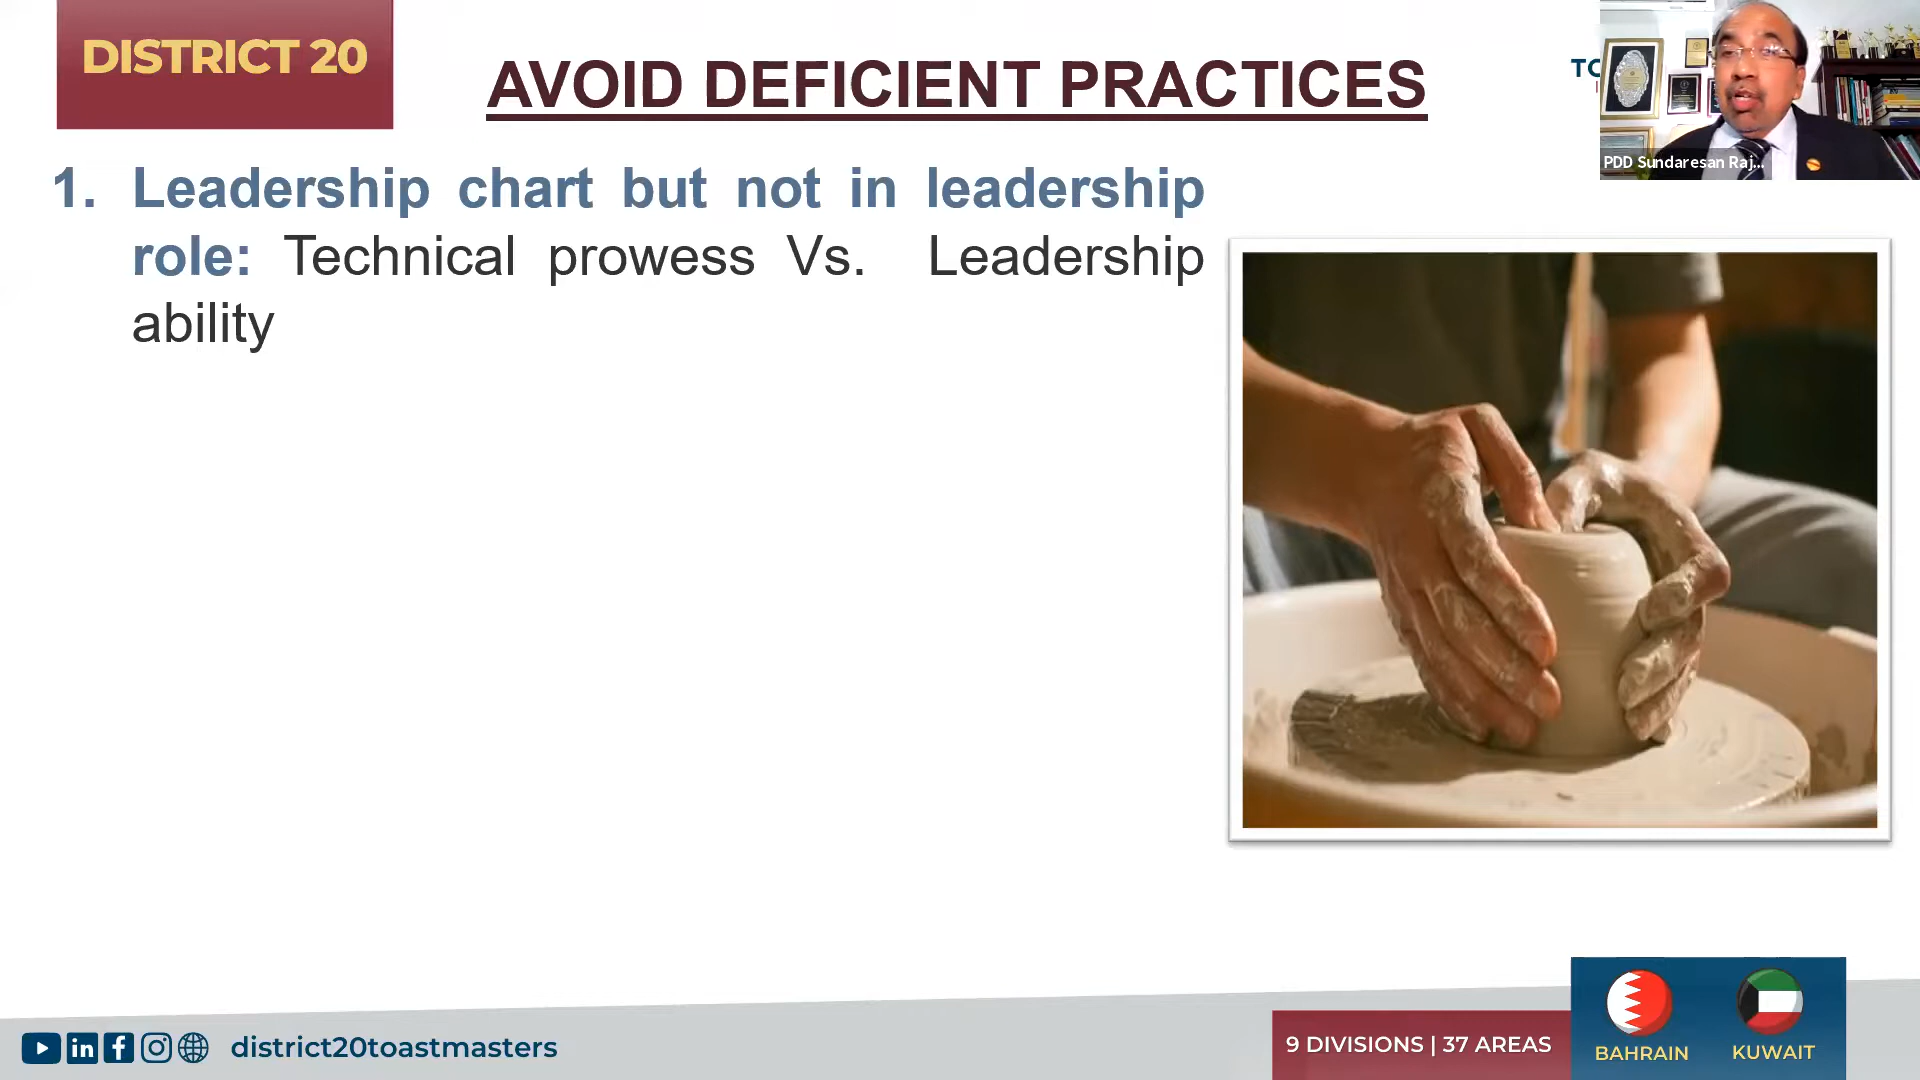 DISTRICT 20
AVOID DEFICIENT PRACTICES
TO
PDD Sundaresan Raj...
1. Leadership chart but not in leadership
role: Technical prowess Vs. Leadership
ability
district20toastmasters
9 DIVISIONS | 37 AREAS
BAHRAIN
KUWAIT